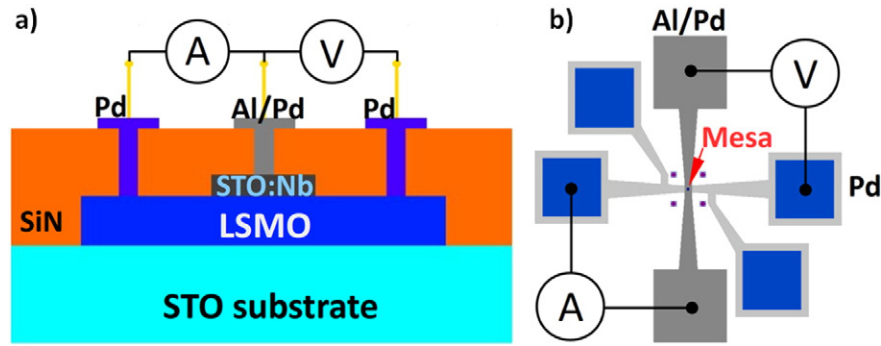 a)
A
V
Pd
Al/Pd
Pd
STO:Nb
SiN
LSMO
STO substrate
b)
Al/Pd
V
Mesa
Pd
A